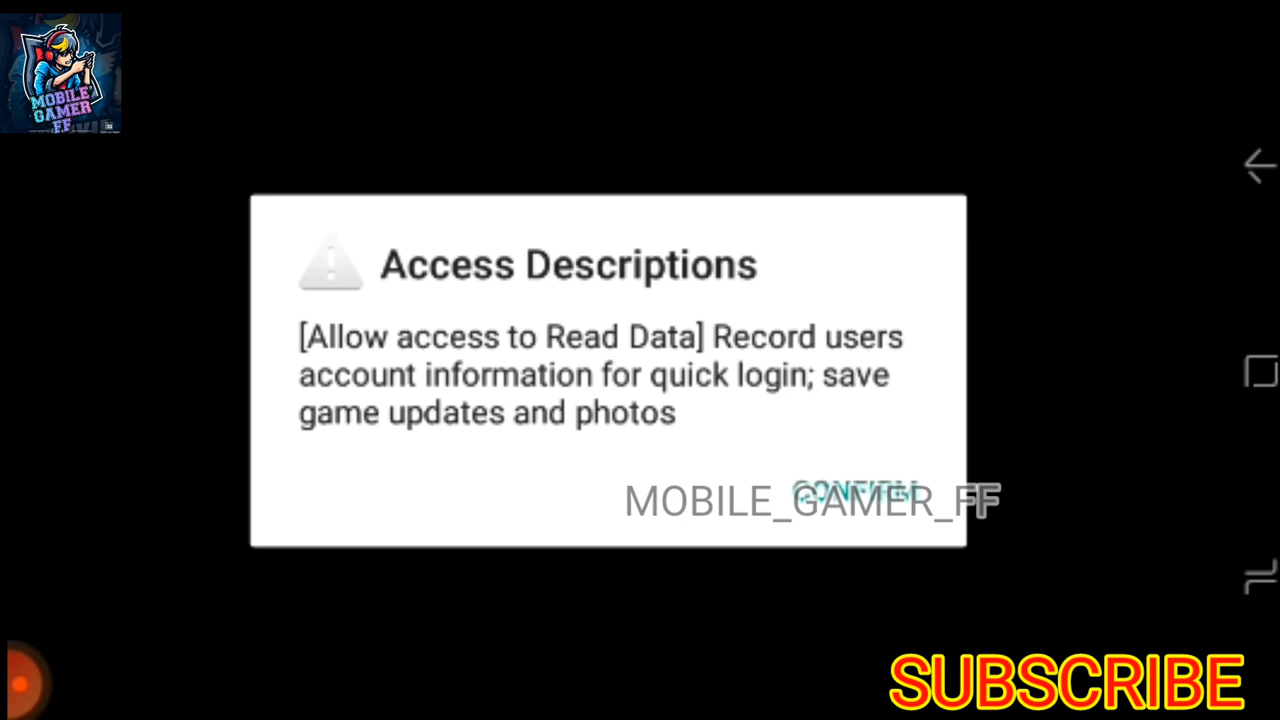 MOBILE
GAMER
FF
Access Descriptions
[Allow access to Read Data] Record users
account information for quick login; save
game updates and photos
CONFIRM
MOBILE_GAMER_FF
SUBSCRIBE